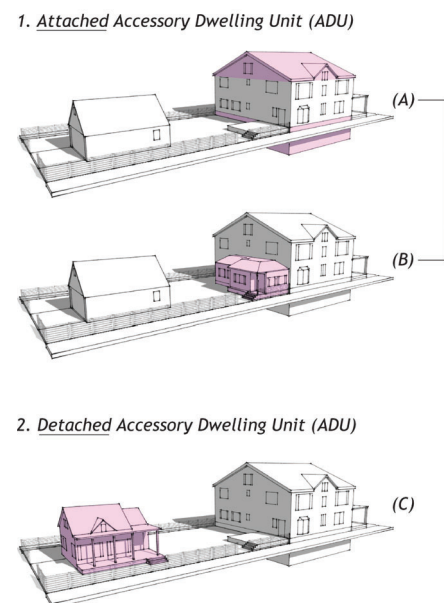 1. Attached Accessory Dwelling Unit (ADU)
(A)
(B)
2. Detached Accessory Dwelling Unit (ADU)
(C)